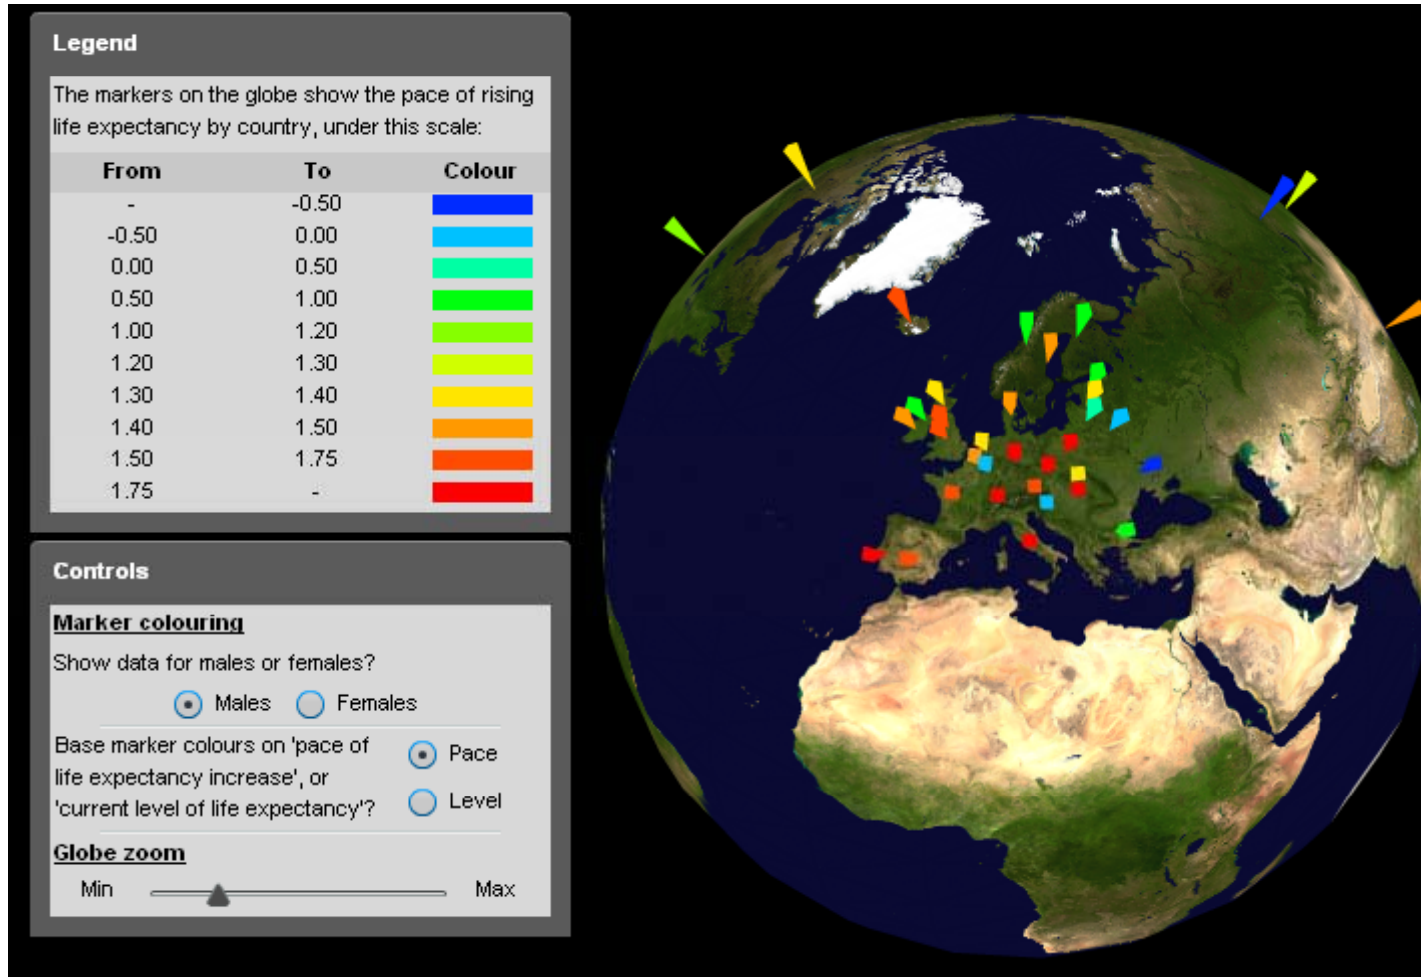 Legend
The markers on the globe show the pace of rising
life expectancy by country, under this scale:
From To Colour
- -0.50
-0.50 0.00
0.00 0.50
0.50 1.00
1.00 1.20
1.20 1.30
1.30 1.40
1.40 1.50
1.50 1.75
1.75 -
Controls
Marker colouring
Show data for males or females?
Males Females
Base marker colours on 'pace of
life expectancy increase', or
'current level of life expectancy'?
Pace
Level
Globe zoom
Min Max